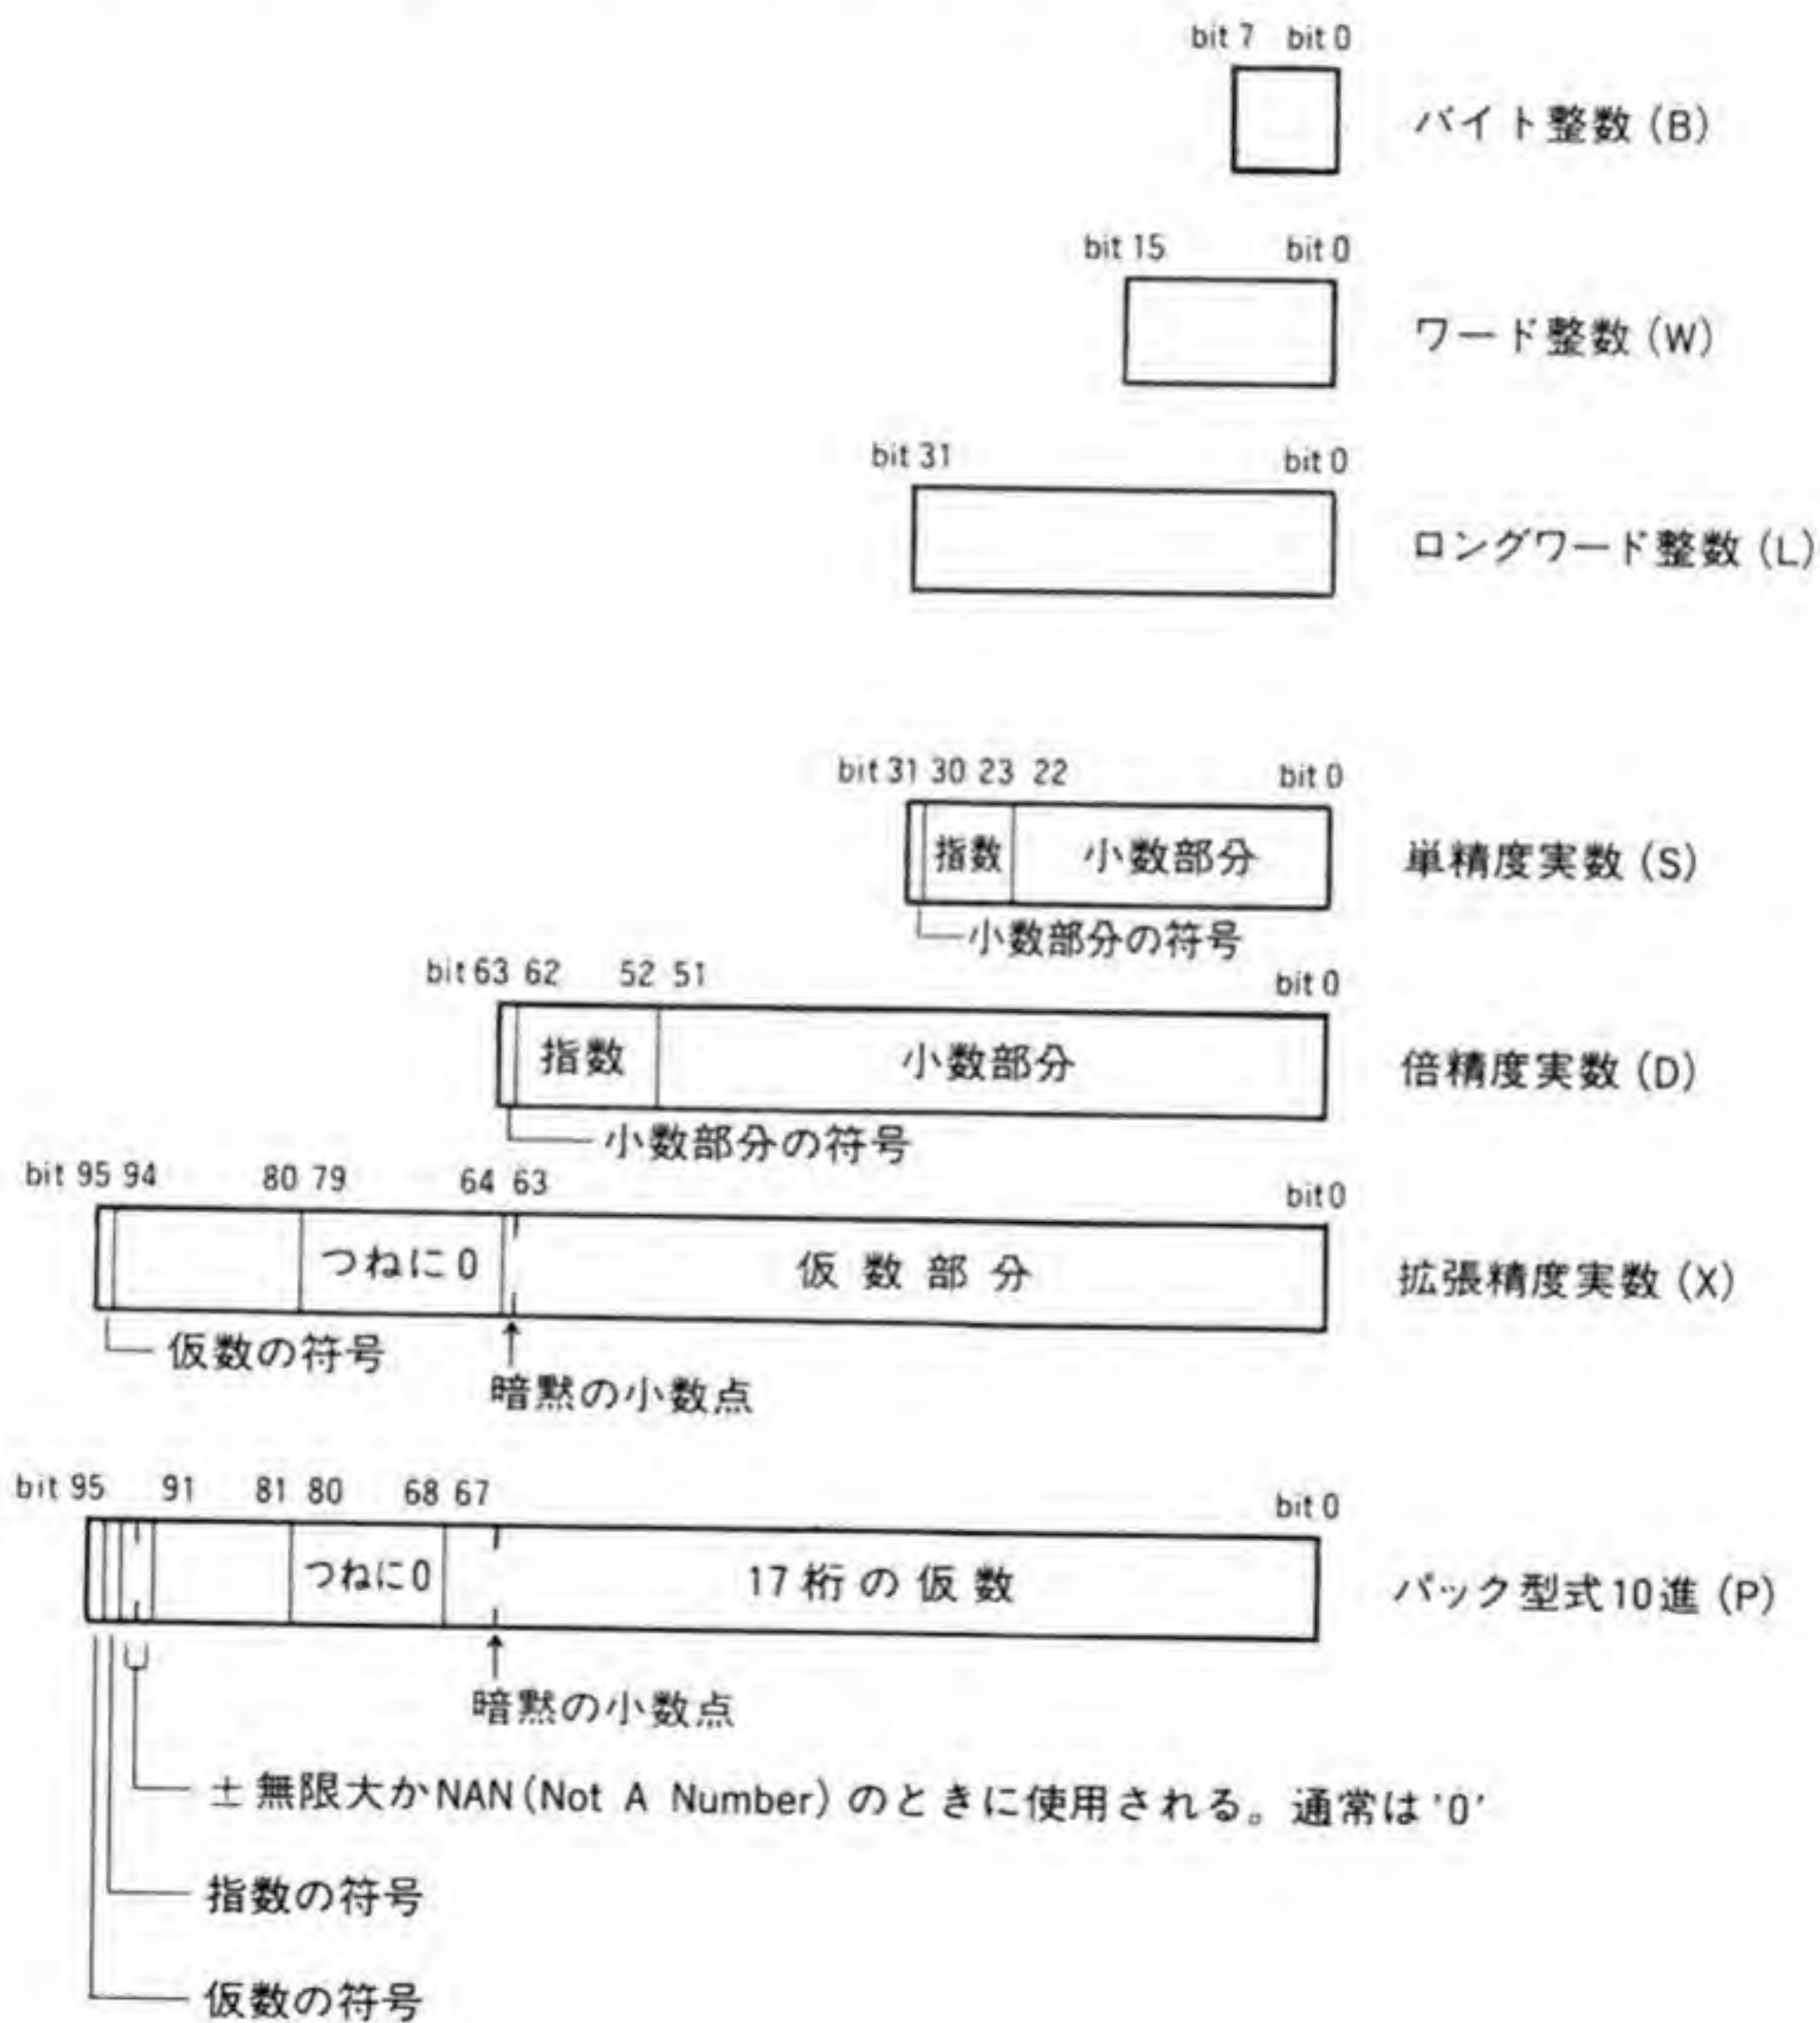 bit 7 bit 0
バイト整数 (B)
bit 15 bit 0
ワード整数 (W)
bit 31 bit 0
ロングワード整数 (L)
bit 31 30 23 22 bit 0
指数 小数部分 単精度実数 (S)
小数部分の符号
bit 63 62 52 51 bit 0
指数 小数部分 倍精度実数 (D)
小数部分の符号
bit 95 94 80 79 64 63 bit 0
つねに0 仮数部分 拡張精度実数 (X)
仮数の符号
暗黙の小数点
bit 95 91 81 80 68 67 bit 0
つねに0 17桁の仮数 パック型式10進 (P)
暗黙の小数点
±無限大かNAN(Not A Number) のときに使用される。通常は'0'
指数の符号
仮数の符号